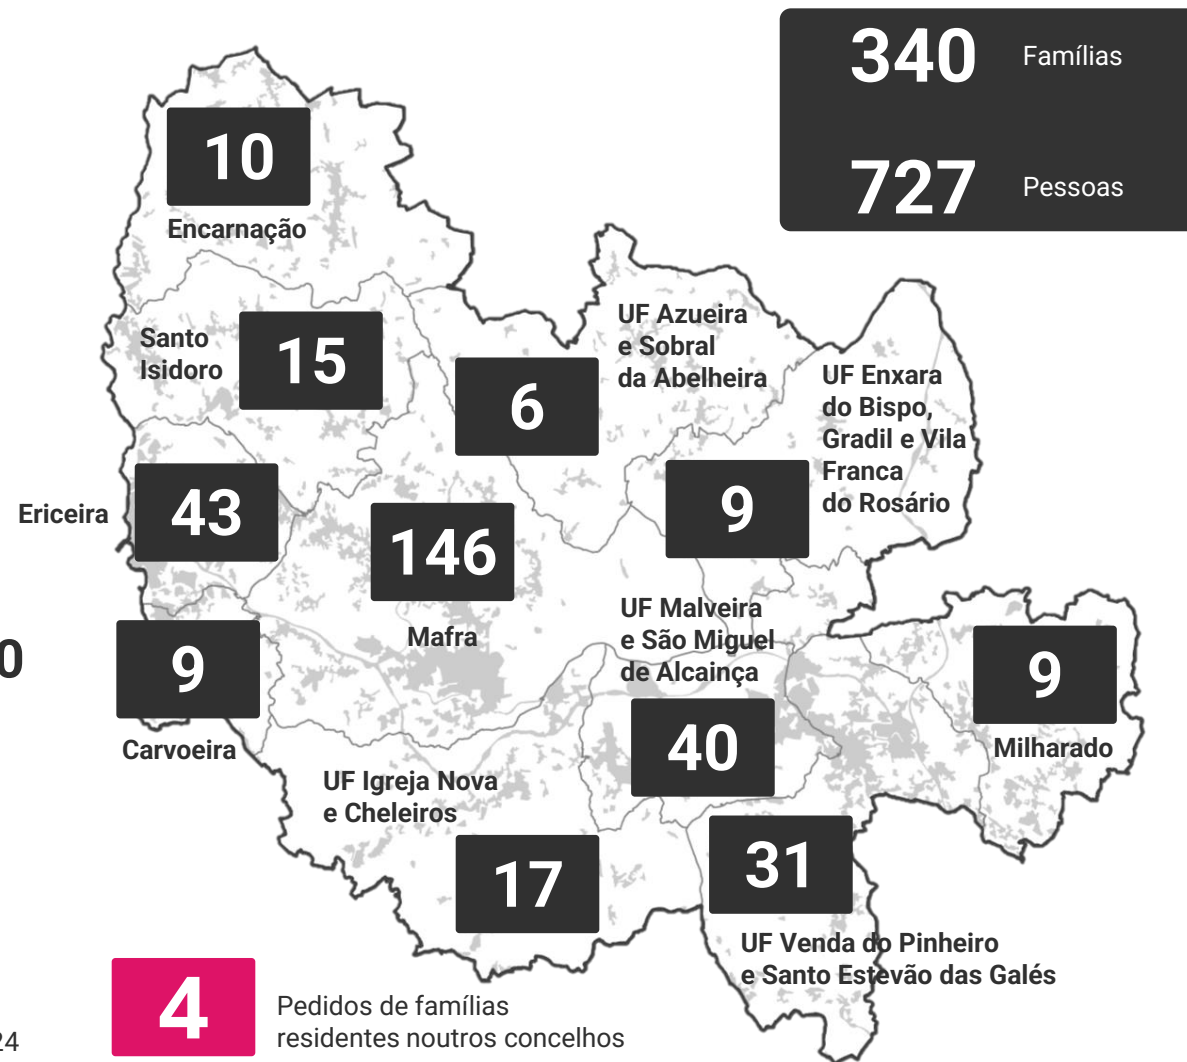 340 Famílias
727 Pessoas
10
Encarnação
Santo
Isidoro
15
6
UF Azueira
e Sobral
da Abelheira
UF Enxara
do Bispo,
Gradil e Vila
Franca
do Rosário
9
Ericeira
43
146
Mafra
0
9
Carvoeira
UF Malveira
e São Miguel
de Alcainça
40
9
Milharado
UF Igreja Nova
e Cheleiros
17
31
UF Venda do Pinheiro
e Santo Estevão das Galés
4
Pedidos de famílias
residentes noutros concelhos
24